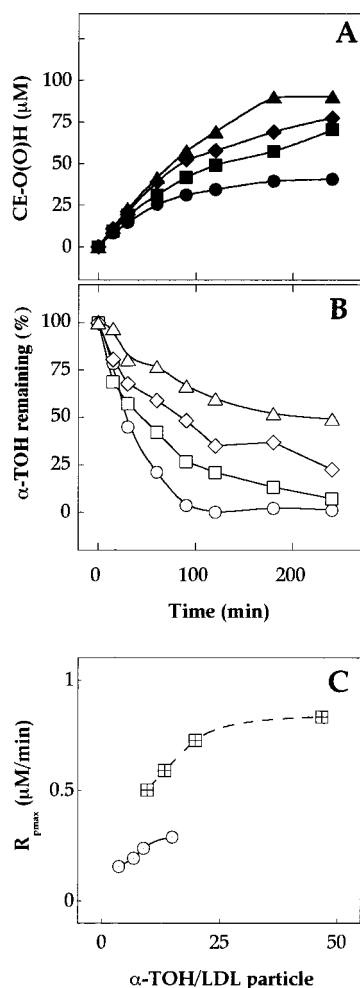 A
CE-O(O)H (µM)
100
75
50
25
0
B
α-TOH remaining (%)
100
75
50
25
0
0 100 200
Time (min)
C
R pmax (µM/min)
1
0.5
0
0 25 50
α-TOH/LDL particle